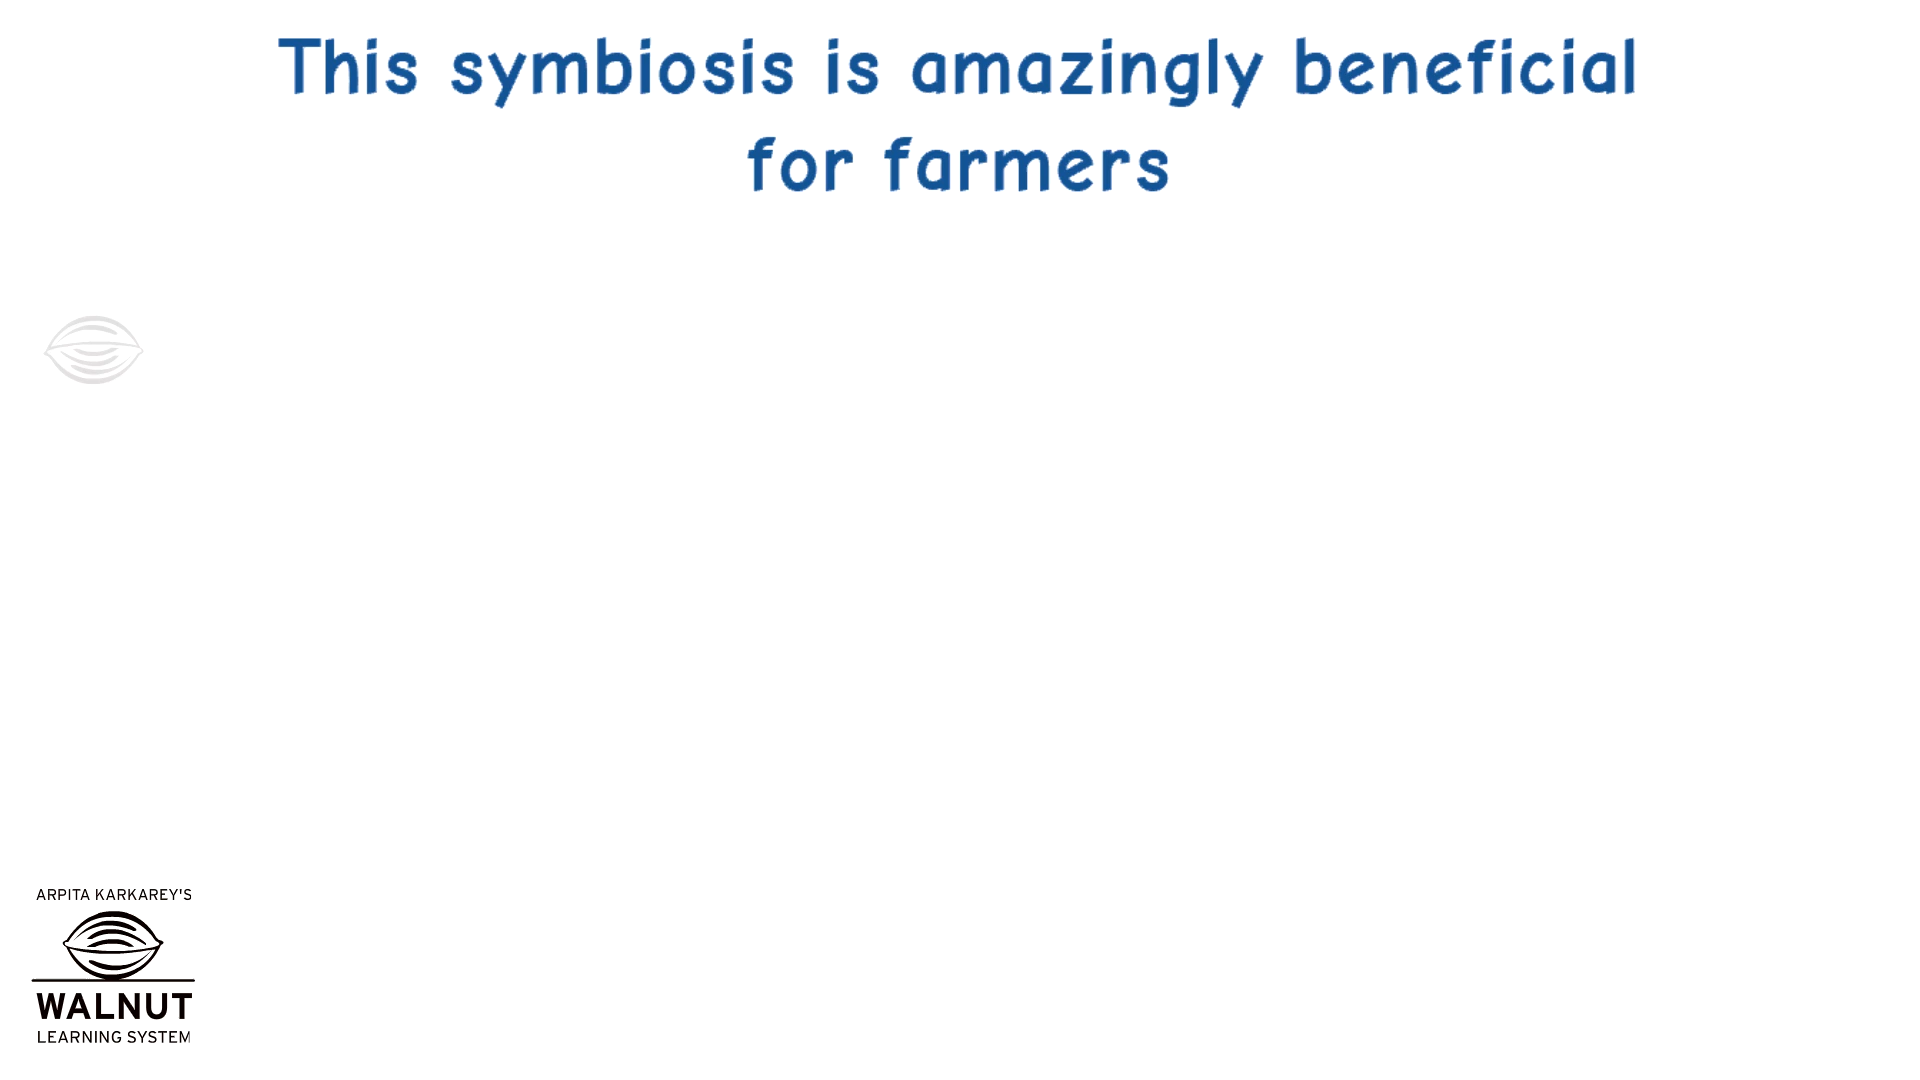 This symbiosis is amazingly beneficial
for farmers
ARPITA KARKAREY'S
WALNUT
LEARNING SYSTEM